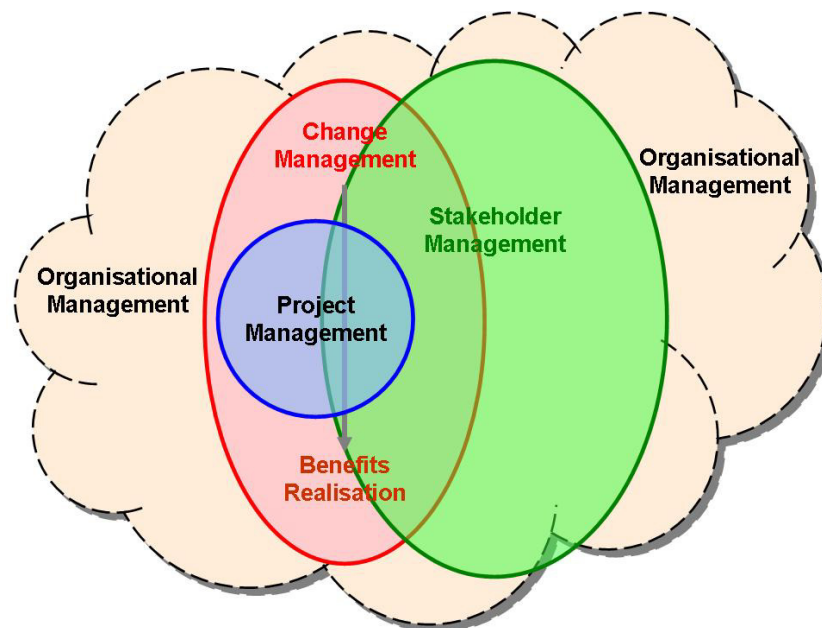 Change
Management
Organisational
Management
Stakeholder
Management
Organisational
Management
Project
Management
Benefits
Realisation